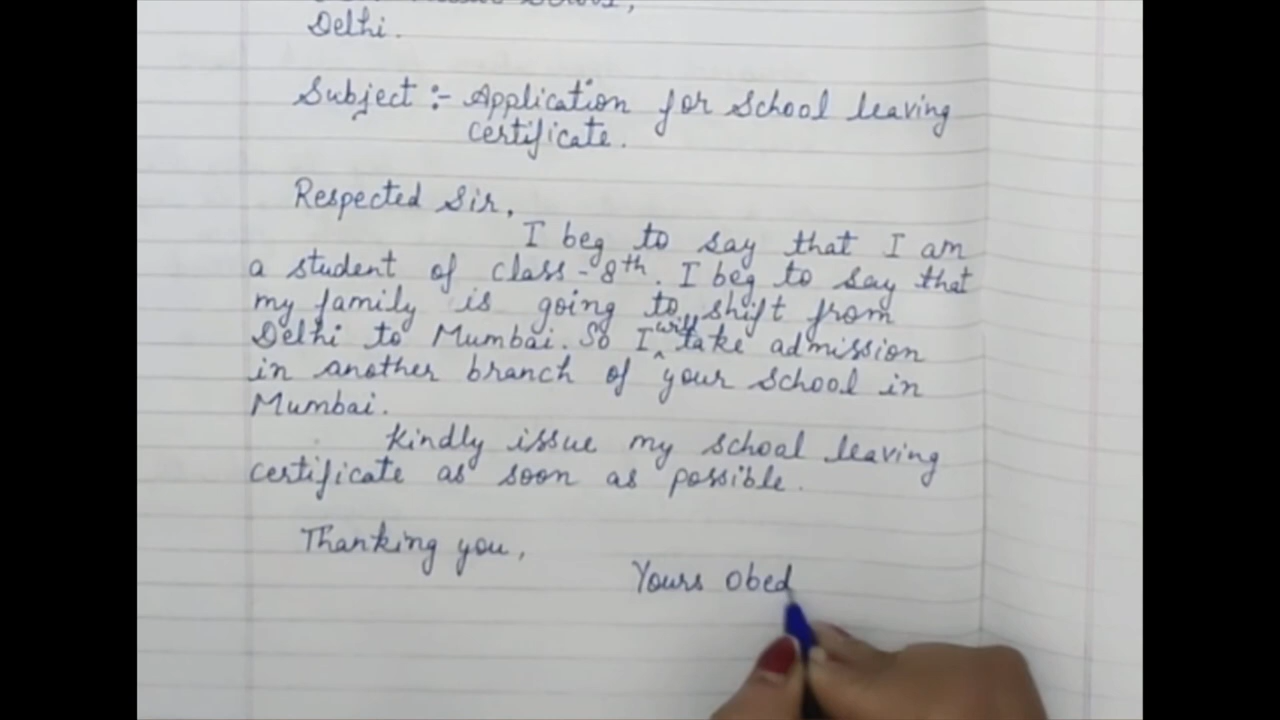 Delhi.
Subject :- Application for School leaving
certificate.
Respected Sir,
I beg to say that I am
a student of class - 8th. I beg to say that
my family is going to shift from
Delhi to Mumbai. So I will take admission
in another branch of your school in
Mumbai.
Kindly issue my school leaving
certificate as soon as possible.
Thanking you,
Yours Obed